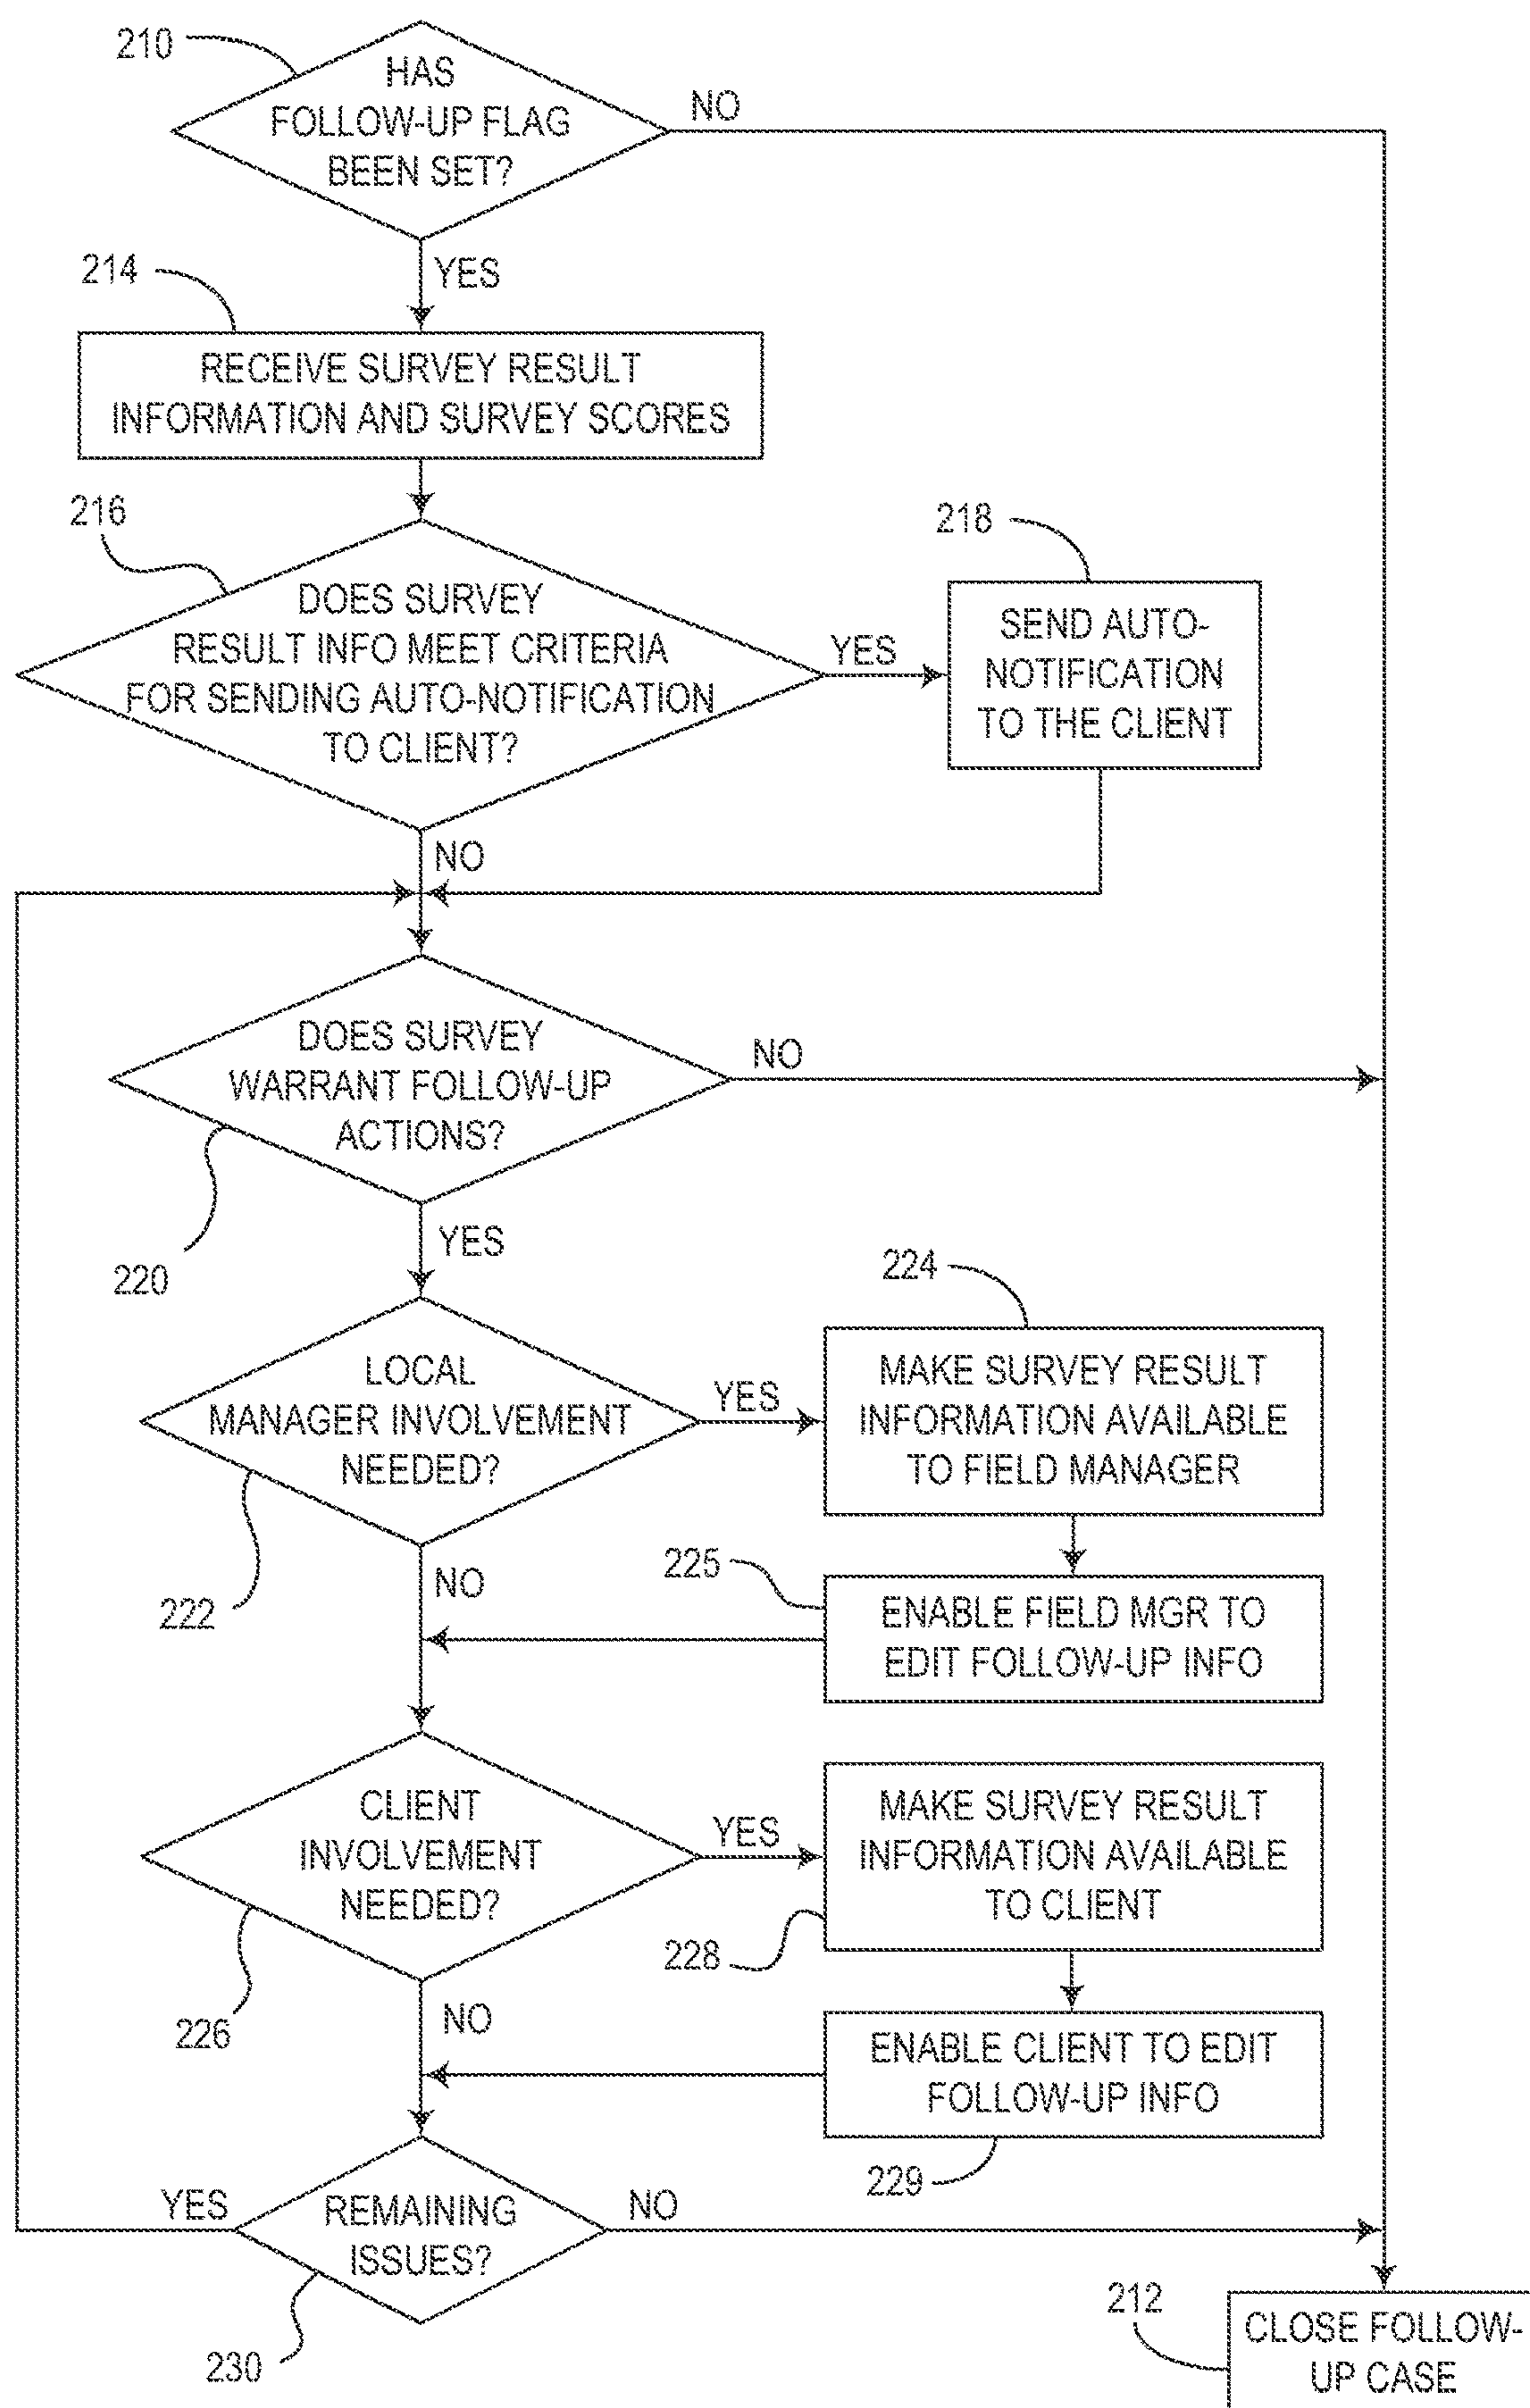 210
HAS
FOLLOW-UP FLAG
BEEN SET?
NO
YES
214
RECEIVE SURVEY RESULT
INFORMATION AND SURVEY SCORES
216
DOES SURVEY
RESULT INFO MEET CRITERIA
FOR SENDING AUTO-NOTIFICATION
TO CLIENT?
YES
218
SEND AUTO-
NOTIFICATION
TO THE CLIENT
NO
DOES SURVEY
WARRANT FOLLOW-UP
ACTIONS?
NO
220
YES
LOCAL
MANAGER INVOLVEMENT
NEEDED?
YES
222
224
MAKE SURVEY RESULT
INFORMATION AVAILABLE
TO FIELD MANAGER
NO
225
ENABLE FIELD MGR TO
EDIT FOLLOW-UP INFO
CLIENT
INVOLVEMENT
NEEDED?
YES
226
MAKE SURVEY RESULT
INFORMATION AVAILABLE
TO CLIENT
228
NO
ENABLE CLIENT TO EDIT
FOLLOW-UP INFO
229
YES
REMAINING
ISSUES?
NO
230
212
CLOSE FOLLOW-
UP CASE